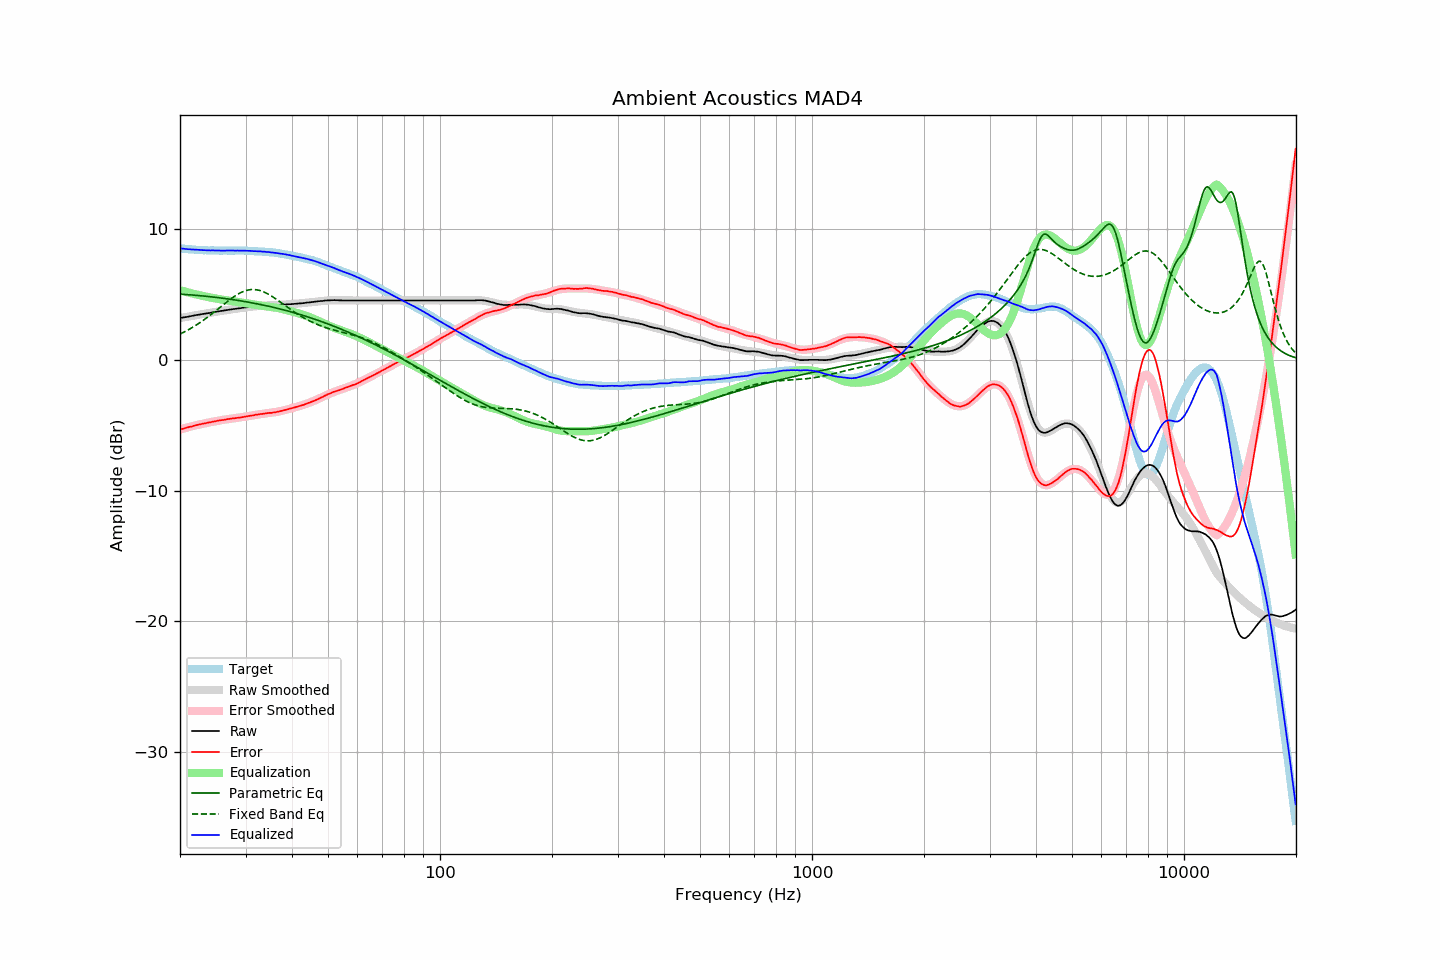 Ambient Acoustics MAD4
Amplitude (dBr)
10
0
−10
−20
−30
Target
Raw Smoothed
Error Smoothed
Raw
Error
Equalization
Parametric Eq
Fixed Band Eq
Equalized
100
1000
10000
Frequency (Hz)